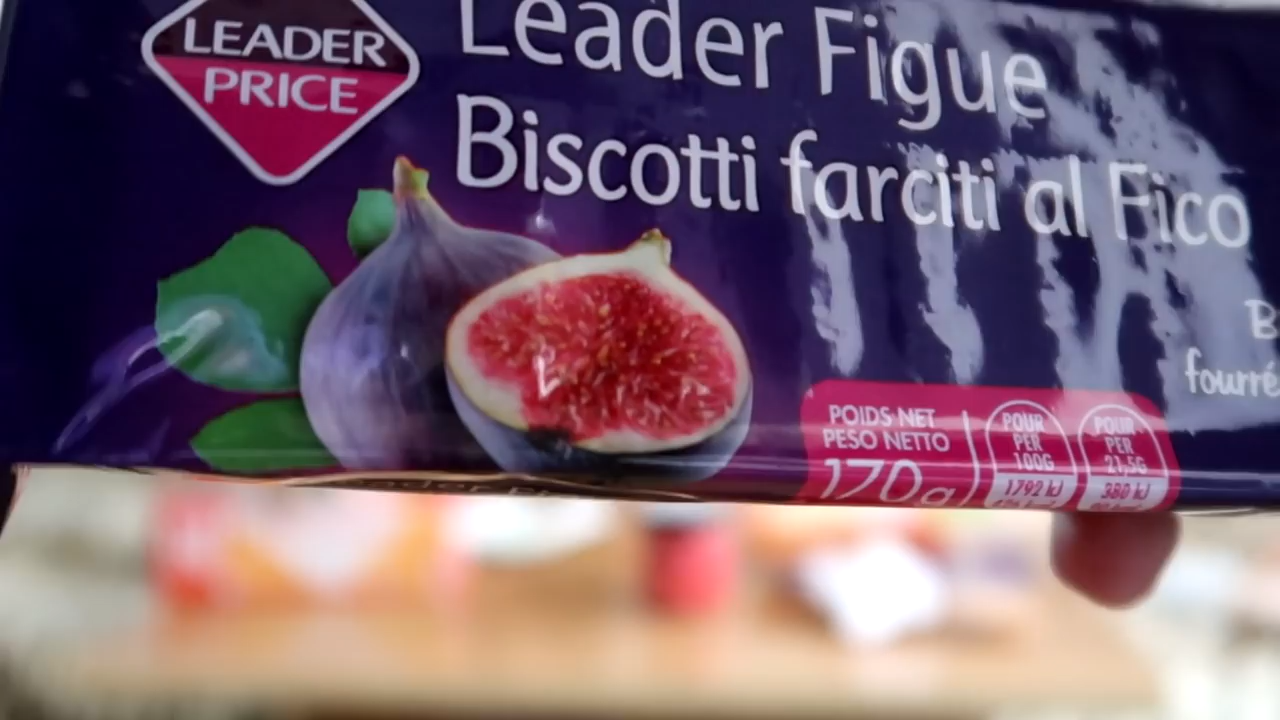 LEADER
PRICE
Leader Figue
Biscotti farciti al Fico
fourré
POIDS NET
PESO NETTO
170g
POUR
PER
100G
1792 kJ
POUR
PER
21,5G
380 kJ